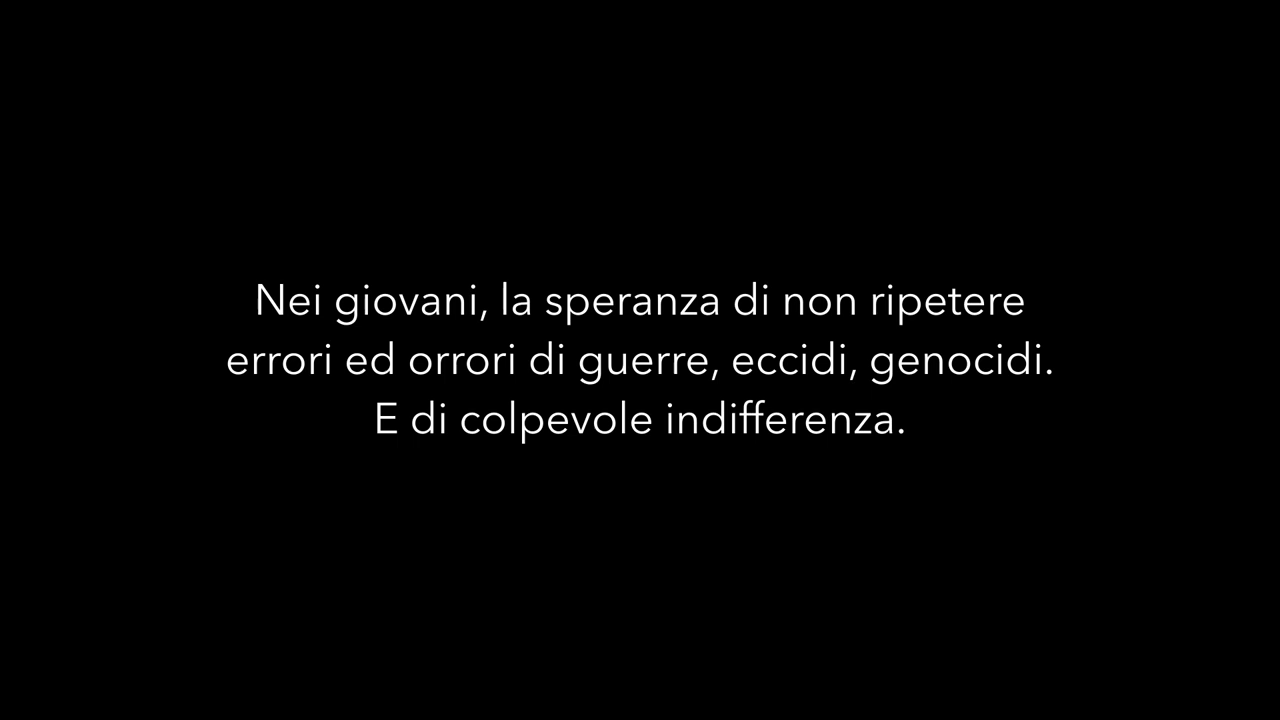 Nei giovani, la speranza di non ripetere
errori ed orrori di guerre, eccidi, genocidi.
E di colpevole indifferenza.